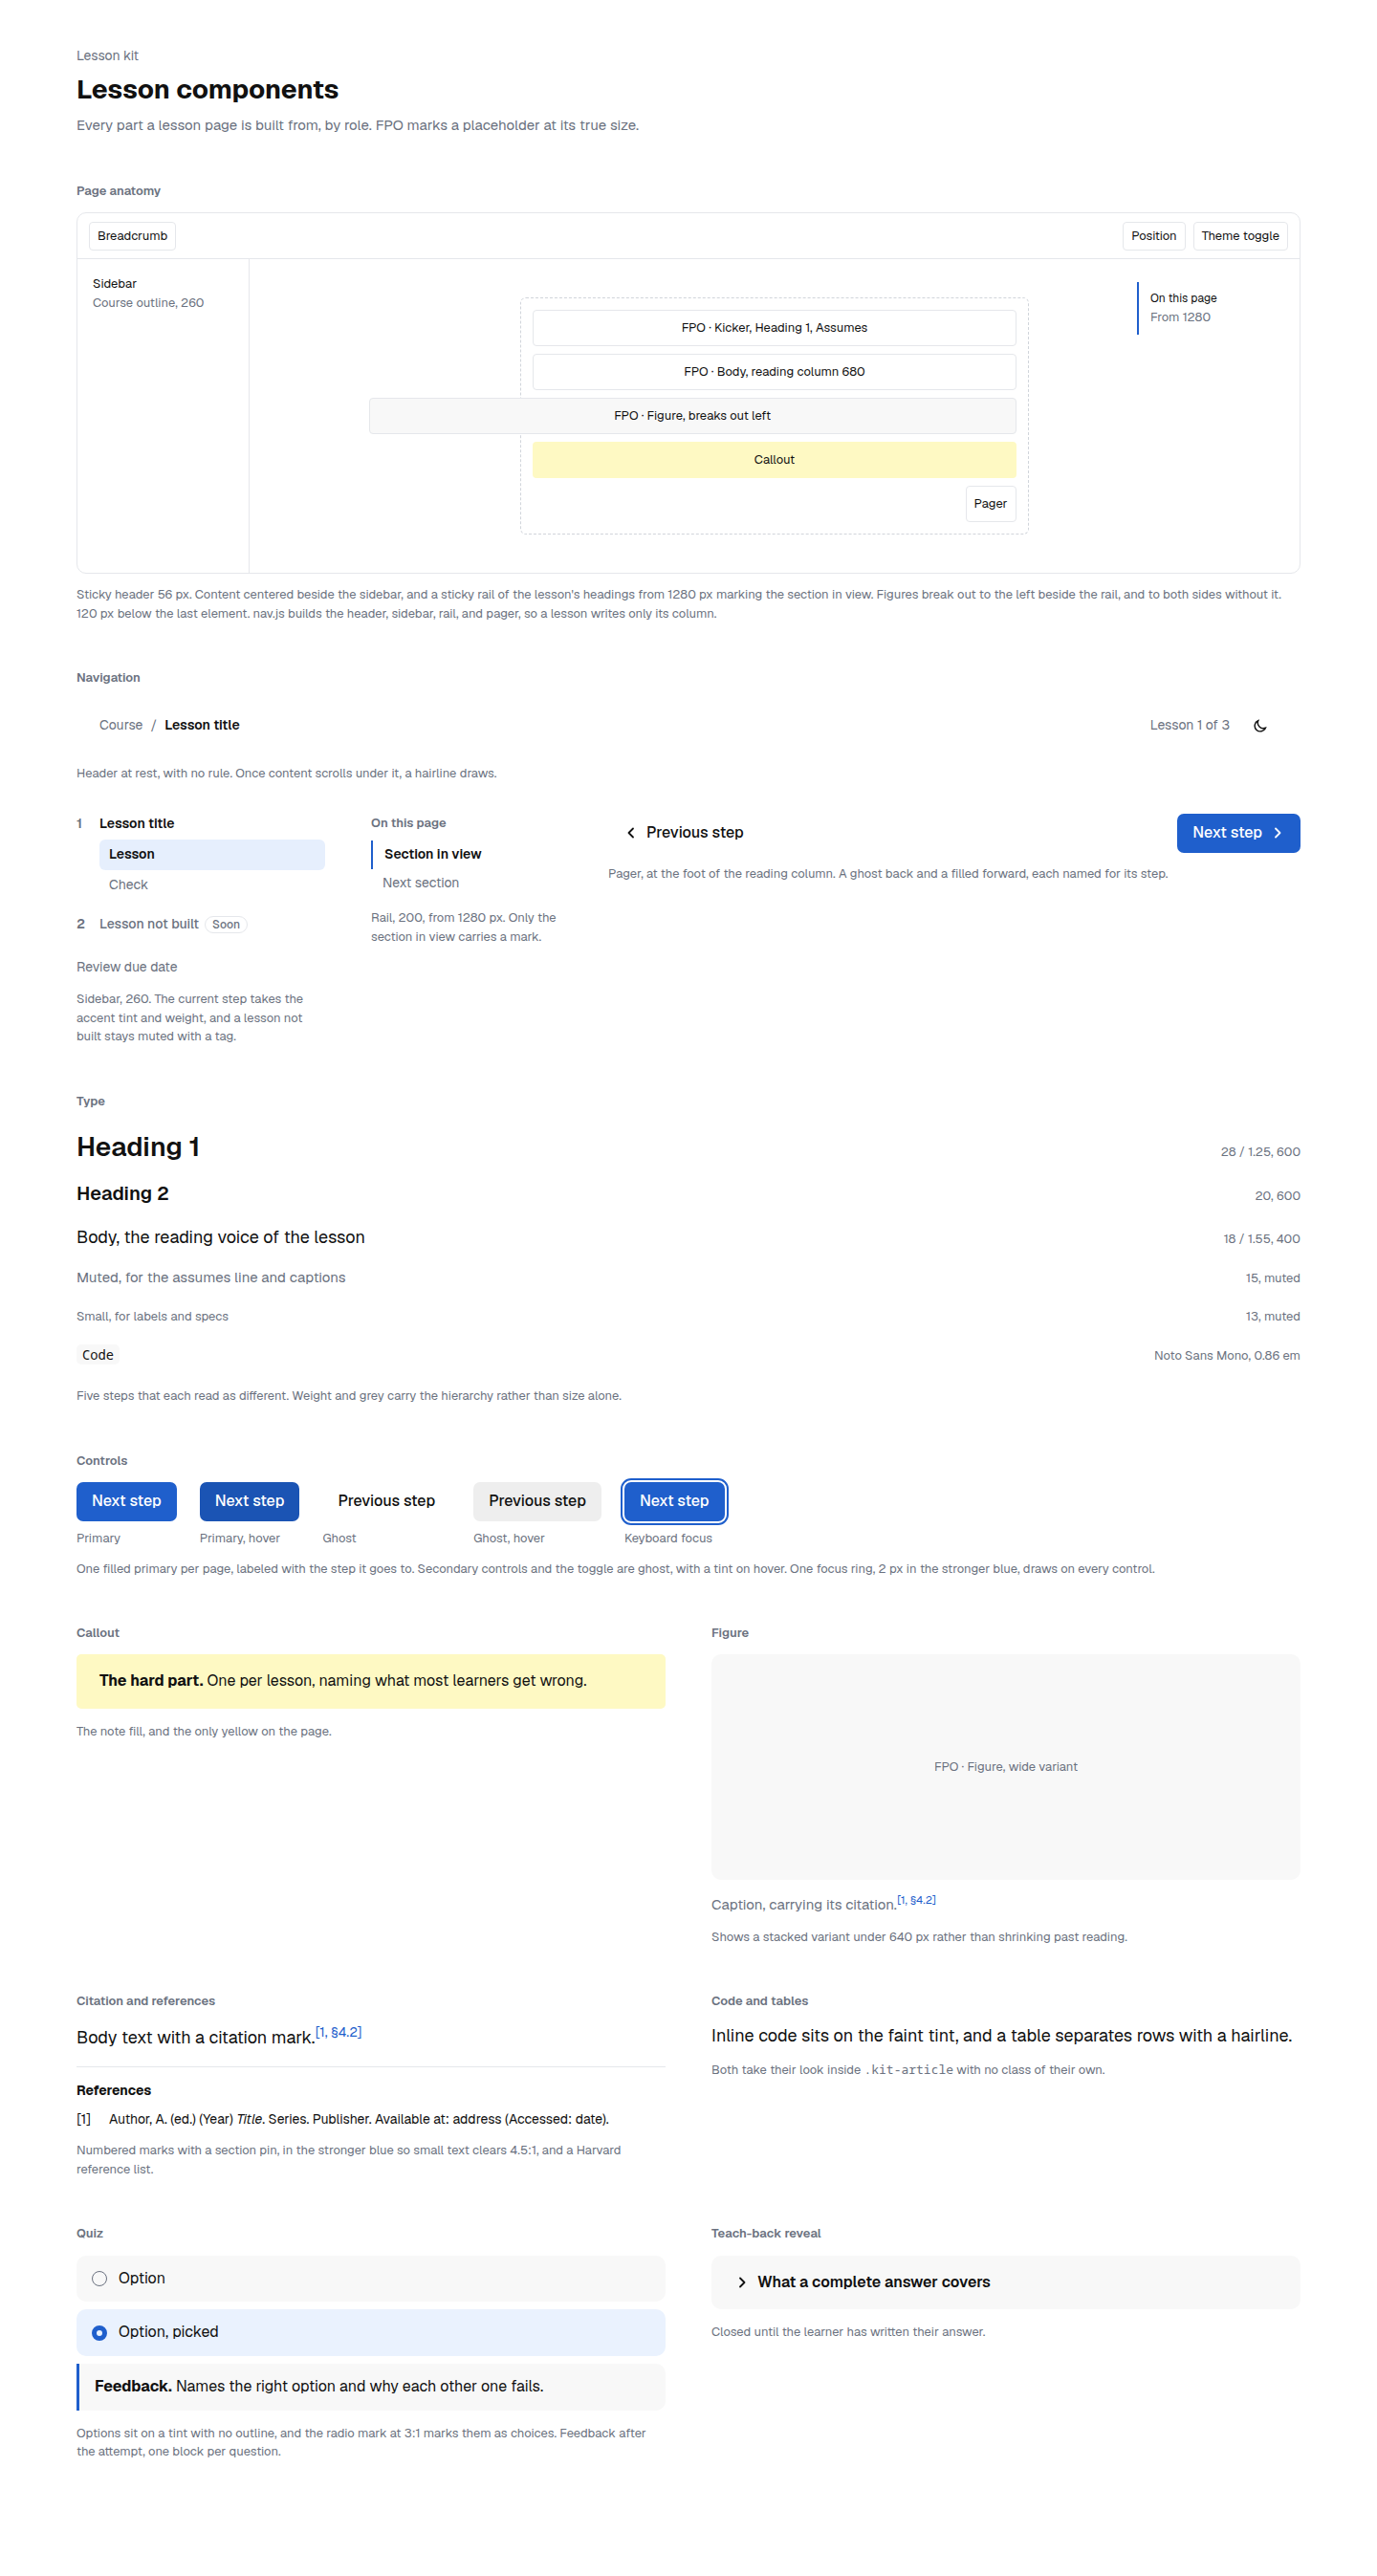 Lesson kit
Lesson components
Every part a lesson page is built from, by role. FPO marks a placeholder at its true size.
Page anatomy
Breadcrumb
Position
Theme toggle
Sidebar
Course outline, 260
On this page
From 1280
FPO · Kicker, Heading 1, Assumes
FPO · Body, reading column 680
FPO · Figure, breaks out left
Callout
Pager
Sticky header 56 px. Content centered beside the sidebar, and a sticky rail of the lesson's headings from 1280 px marking the section in view. Figures break out to the left beside the rail, and to both sides without it.
120 px below the last element. nav.js builds the header, sidebar, rail, and pager, so a lesson writes only its column.
Navigation
Course / Lesson title
Lesson 1 of 3
Header at rest, with no rule. Once content scrolls under it, a hairline draws.
1 Lesson title
Lesson
Check
2 Lesson not built Soon
Review due date
Sidebar, 260. The current step takes the
accent tint and weight, and a lesson not
built stays muted with a tag.
On this page
Section in view
Next section
Rail, 200, from 1280 px. Only the
section in view carries a mark.
Previous step
Next step
Pager, at the foot of the reading column. A ghost back and a filled forward, each named for its step.
Type
Heading 1
28 / 1.25, 600
Heading 2
20, 600
Body, the reading voice of the lesson
18 / 1.55, 400
Muted, for the assumes line and captions
15, muted
Small, for labels and specs
13, muted
Code
Noto Sans Mono, 0.86 em
Five steps that each read as different. Weight and grey carry the hierarchy rather than size alone.
Controls
Next step
Next step
Previous step
Previous step
Next step
Primary
Primary, hover
Ghost
Ghost, hover
Keyboard focus
One filled primary per page, labeled with the step it goes to. Secondary controls and the toggle are ghost, with a tint on hover. One focus ring, 2 px in the stronger blue, draws on every control.
Callout
The hard part. One per lesson, naming what most learners get wrong.
The note fill, and the only yellow on the page.
Figure
FPO · Figure, wide variant
Caption, carrying its citation.[1, §4.2]
Shows a stacked variant under 640 px rather than shrinking past reading.
Citation and references
Body text with a citation mark.[1, §4.2]
References
[1] Author, A. (ed.) (Year) Title. Series. Publisher. Available at: address (Accessed: date).
Numbered marks with a section pin, in the stronger blue so small text clears 4.5:1, and a Harvard
reference list.
Code and tables
Inline code sits on the faint tint, and a table separates rows with a hairline.
Both take their look inside .kit-article with no class of their own.
Quiz
Option
Option, picked
Feedback. Names the right option and why each other one fails.
Options sit on a tint with no outline, and the radio mark at 3:1 marks them as choices. Feedback after
the attempt, one block per question.
Teach-back reveal
What a complete answer covers
Closed until the learner has written their answer.